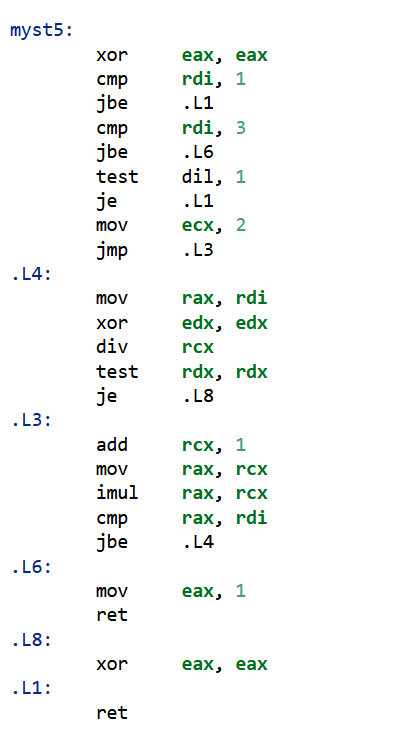 myst5:
xor eax, eax
cmp rdi, 1
jbe .L1
cmp rdi, 3
jbe .L6
test dil, 1
je .L1
mov ecx, 2
jmp .L3
.L4:
mov rax, rdi
xor edx, edx
div rcx
test rdx, rdx
je .L8
.L3:
add rcx, 1
mov rax, rcx
imul rax, rcx
cmp rax, rdi
jbe .L4
.L6:
mov eax, 1
ret
.L8:
xor eax, eax
.L1:
ret